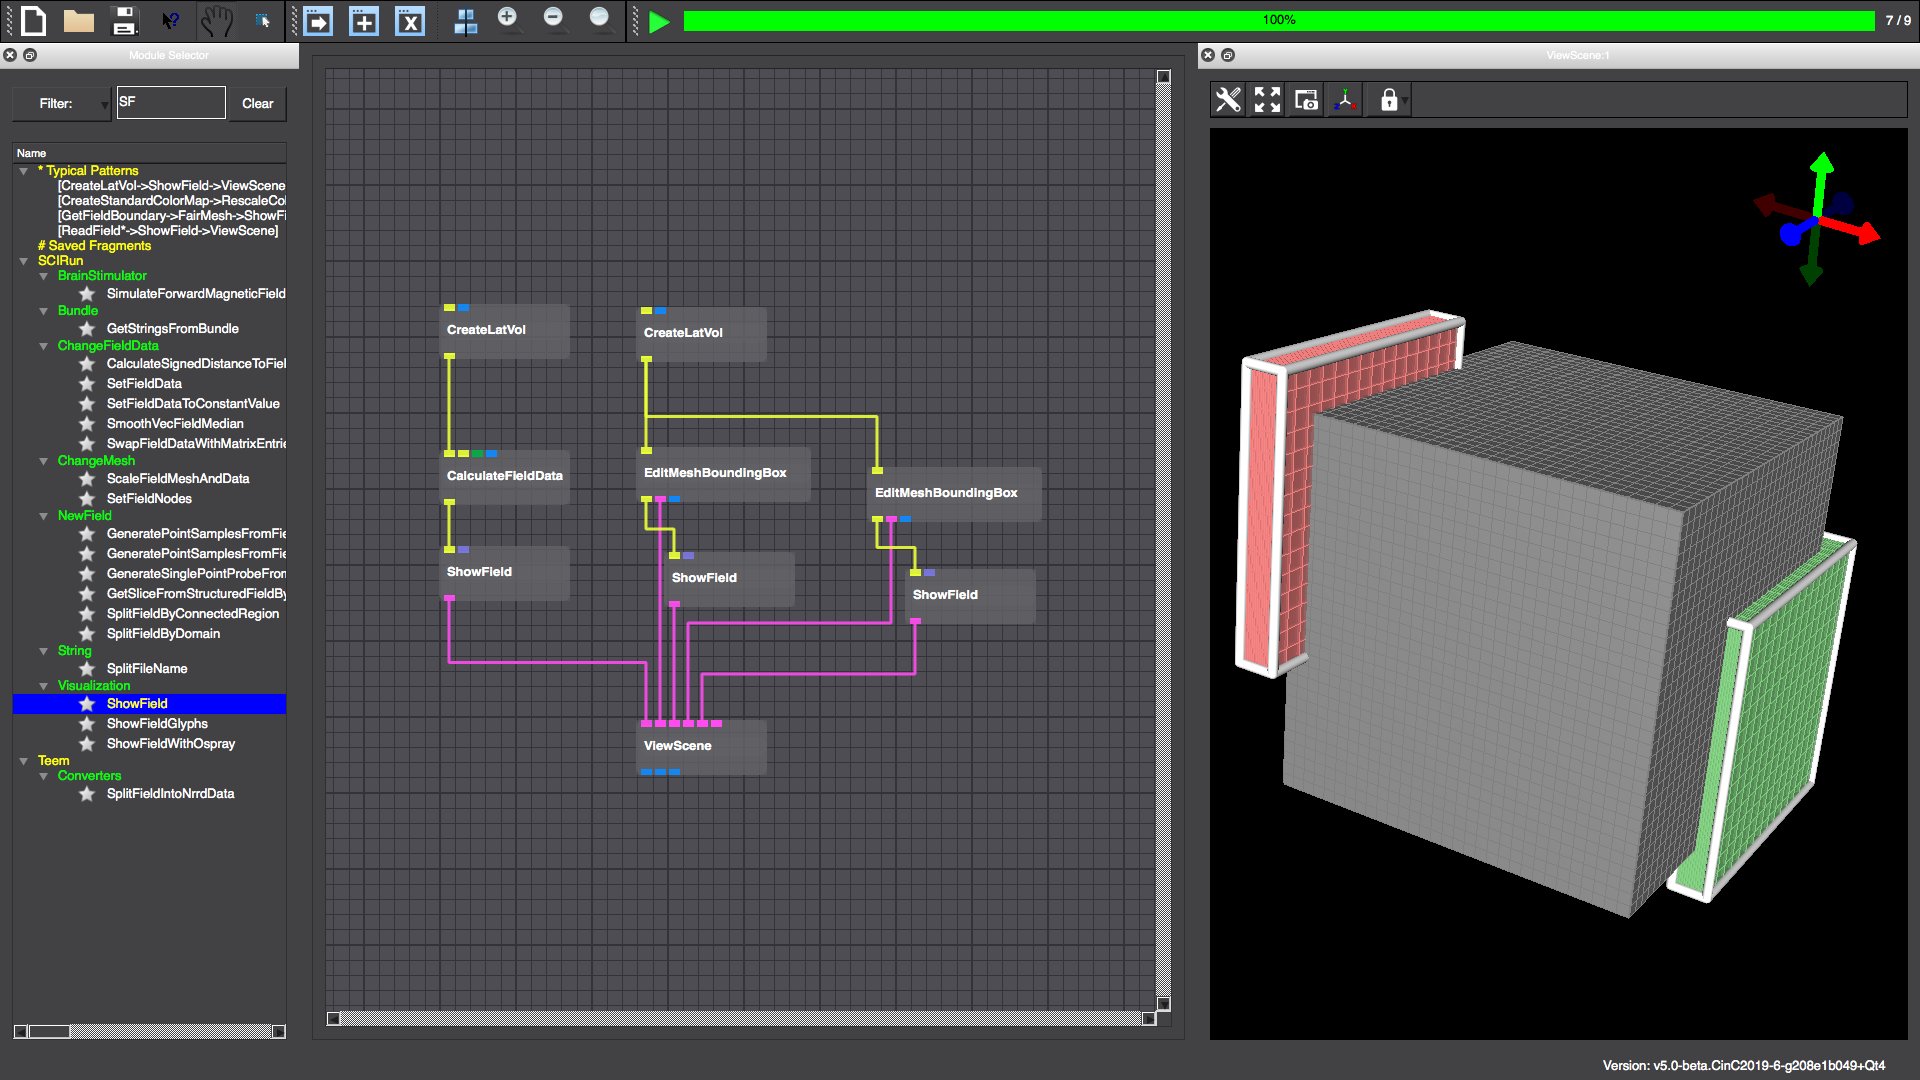 100%
7 / 9
Module Selector
ViewScene:1
Filter:
SF
Clear
Name
* Typical Patterns
[CreateLatVol->ShowField->ViewScene
[CreateStandardColorMap->RescaleCol
[GetFieldBoundary->FairMesh->ShowFi
[ReadField*->ShowField->ViewScene]
# Saved Fragments
SCIRun
BrainStimulator
SimulateForwardMagneticField
Bundle
GetStringsFromBundle
ChangeFieldData
CalculateSignedDistanceToFiel
SetFieldData
SetFieldDataToConstantValue
SmoothVecFieldMedian
SwapFieldDataWithMatrixEntrie
ChangeMesh
ScaleFieldMeshAndData
SetFieldNodes
NewField
GeneratePointSamplesFromFie
GeneratePointSamplesFromFie
GenerateSinglePointProbeFrom
GetSliceFromStructuredFieldBy
SplitFieldByConnectedRegion
SplitFieldByDomain
String
SplitFileName
Visualization
ShowField
ShowFieldGlyphs
ShowFieldWithOspray
Teem
Converters
SplitFieldIntoNrrdData
CreateLatVol
CreateLatVol
CalculateFieldData
EditMeshBoundingBox
EditMeshBoundingBox
ShowField
ShowField
ShowField
ViewScene
Version: v5.0-beta.CinC2019-6-g208e1b049+Qt4